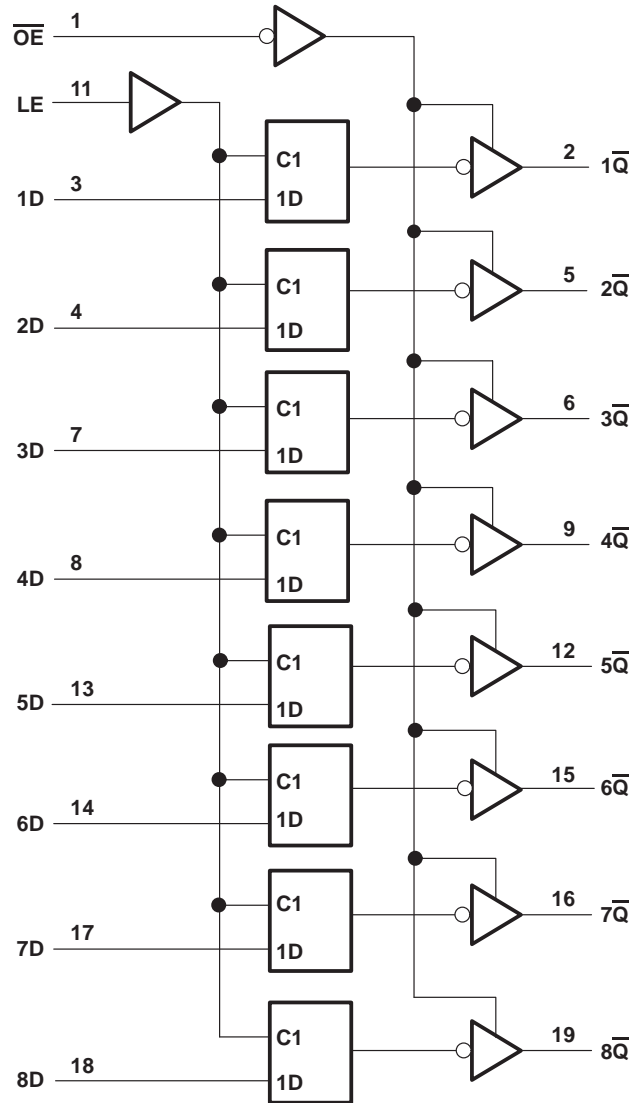 O̅E̅ 1
LE 11
C1
1D 3 1D 2 1Q̅
C1
2D 4 1D 5 2Q̅
C1
3D 7 1D 6 3Q̅
C1
4D 8 1D 9 4Q̅
C1
5D 13 1D 12 5Q̅
C1
6D 14 1D 15 6Q̅
C1
7D 17 1D 16 7Q̅
C1
8D 18 1D 19 8Q̅